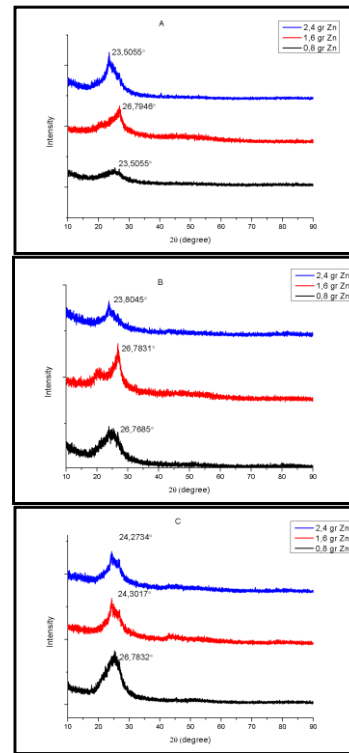 A
2,4 gr Zn
1,6 gr Zn
0,8 gr Zn
23,5055°
26,7946°
23,5055°
Intensity
10 20 30 40 50 60 70 80 90
2θ (degree)
B
2,4 gr Zn
1,6 gr Zn
0,8 gr Zn
23,8045°
26,7831°
26,7685°
Intensity
10 20 30 40 50 60 70 80 90
2θ (degree)
C
2,4 gr Zn
1,6 gr Zn
0,8 gr Zn
24,2734°
24,3017°
26,7832°
Intensity
10 20 30 40 50 60 70 80 90
2θ (degree)